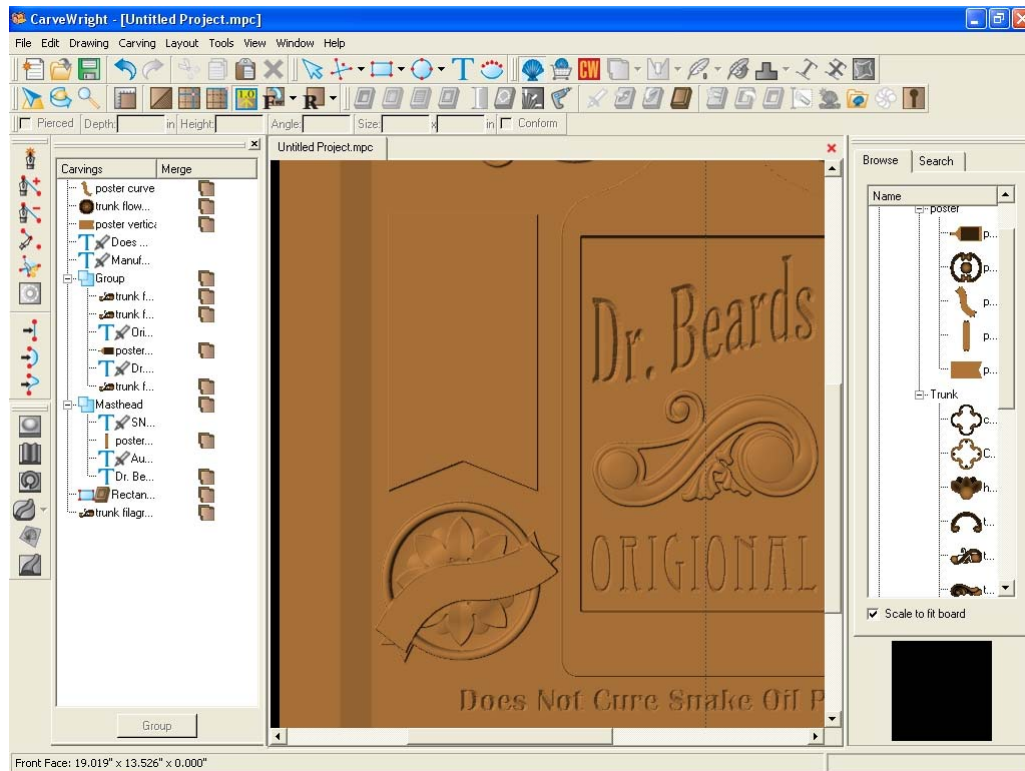 CarveWright - [Untitled Project.mpc]
File Edit Drawing Carving Layout Tools View Window Help
Pierced Depth: in Height: Angle: Size: x in Conform
Untitled Project.mpc
Carvings Merge
poster curve
trunk flow...
poster vertica
Does ...
Manuf...
Group
trunk f...
trunk f...
Ori...
poster...
Dr....
trunk f...
Masthead
SN...
poster...
Au...
Dr. Be...
Rectan...
trunk filagr...
Group
Dr. Beards
ORIGIONAL
Does Not Cure Snake Oil P
Browse Search
Name
poster
p...
p...
p...
p...
p...
Trunk
c...
C...
h...
t...
t...
t...
Scale to fit board
Front Face: 19.019" x 13.526" x 0.000"